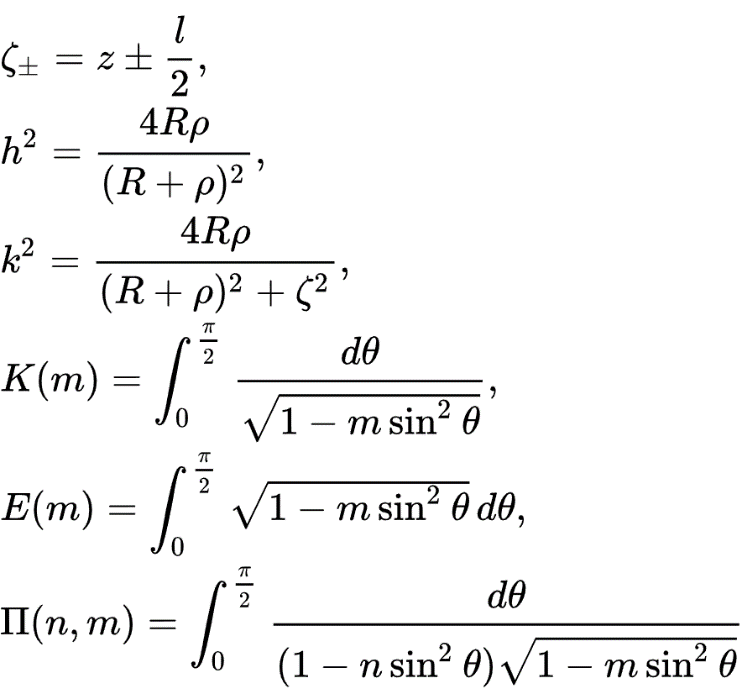 ζ± = z ± l/2,
h² = 4Rρ/(R + ρ)²,
k² = 4Rρ/((R + ρ)² + ζ²),
K(m) = ∫₀^(π/2) dθ/√(1 − m sin² θ),
E(m) = ∫₀^(π/2) √(1 − m sin² θ) dθ,
Π(n, m) = ∫₀^(π/2) dθ/((1 − n sin² θ)√(1 − m sin² θ))